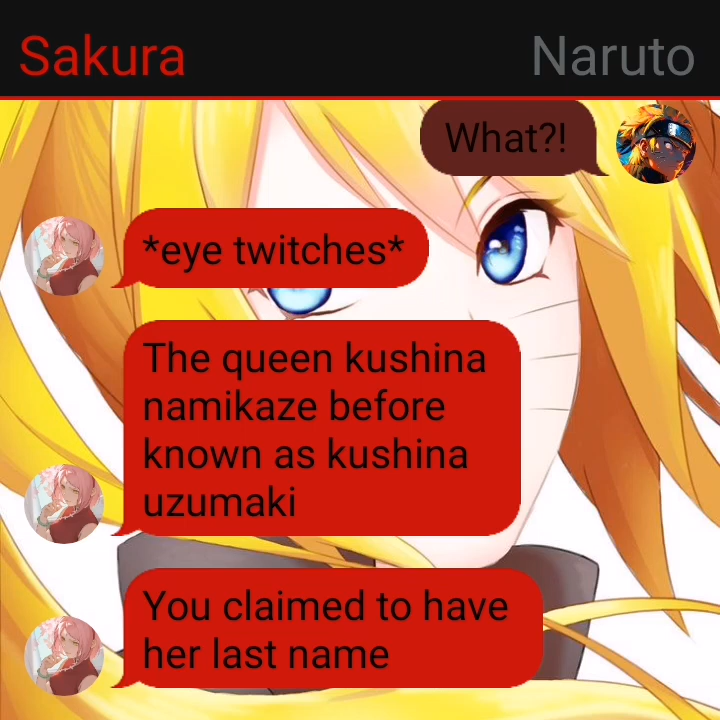 Sakura Naruto
What?!
*eye twitches*
The queen kushina
namikaze before
known as kushina
uzumaki
You claimed to have
her last name